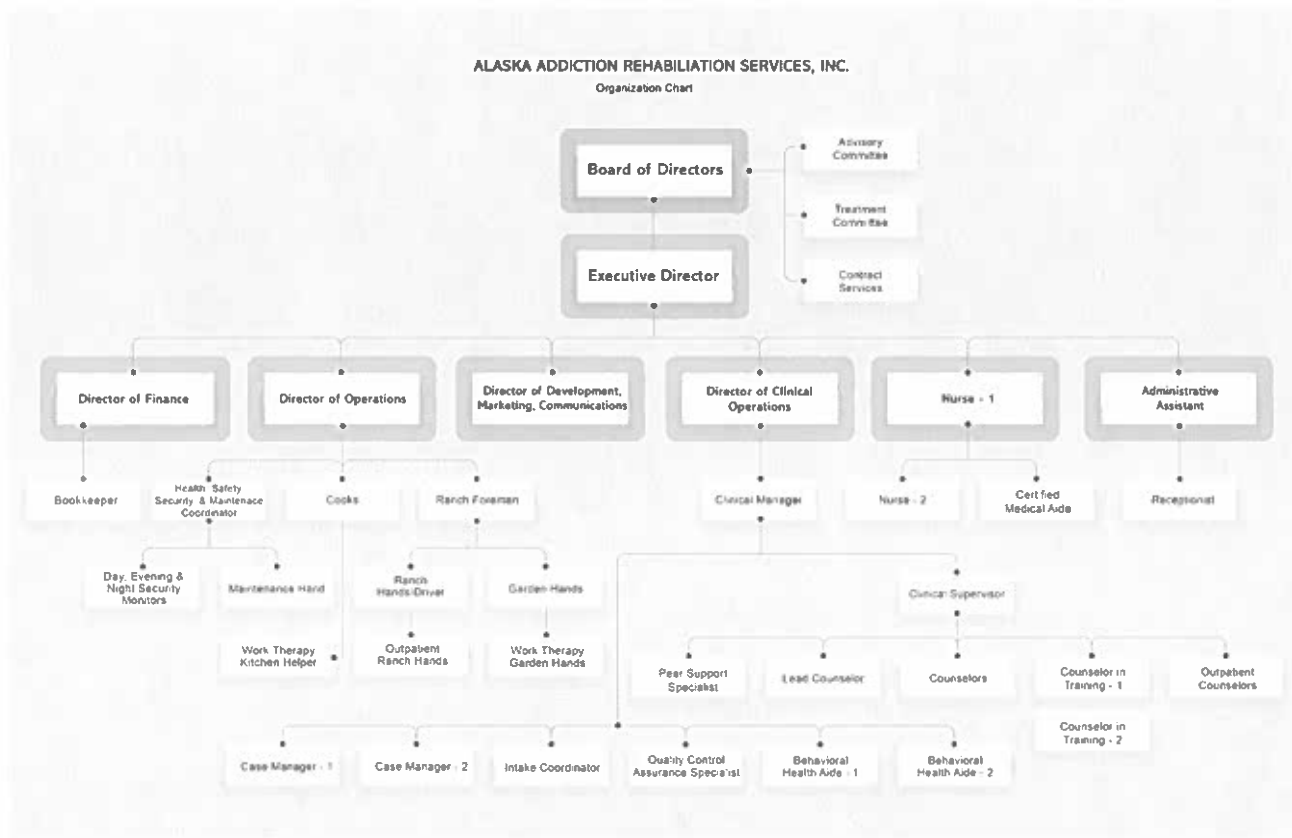 ALASKA ADDICTION REHABILIATION SERVICES, INC.
Organization Chart
Board of Directors
Advisory
Committee
Treatment
Committee
Executive Director
Contract
Services
Director of Finance
Director of Operations
Director of Development,
Marketing, Communications
Director of Clinical
Operations
Nurse - 1
Administrative
Assistant
Bookkeeper
Health, Safety
Security & Maintenace
Coordinator
Cooks
Ranch Foreman
Clinical Manager
Nurse - 2
Certified
Medical Aide
Receptionist
Day, Evening &
Night Security
Monitors
Maintenance Hand
Ranch
Hands/Driver
Garden Hands
Clinical Supervisor
Work Therapy
Kitchen Helper
Outpatient
Ranch Hands
Work Therapy
Garden Hands
Peer Support
Specialist
Lead Counselor
Counselors
Counselor in
Training - 1
Outpatient
Counselors
Counselor in
Training - 2
Case Manager - 1
Case Manager - 2
Intake Coordinator
Quality Control
Assurance Specialist
Behavioral
Health Aide - 1
Behavioral
Health Aide - 2